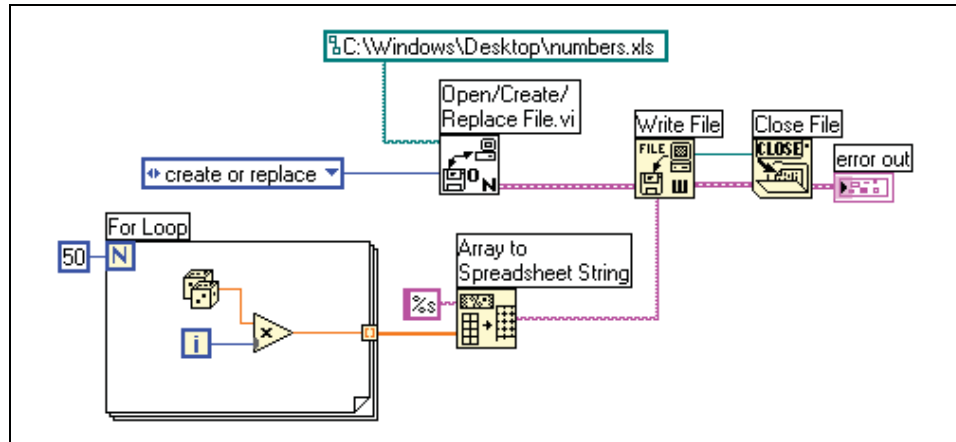 C:\Windows\Desktop\numbers.xls
Open/Create/
Replace File.vi
Write File
Close File
FILE
W
CLOSE
error out
create or replace
O
N
For Loop
50
N
Array to
Spreadsheet String
%s
i
x